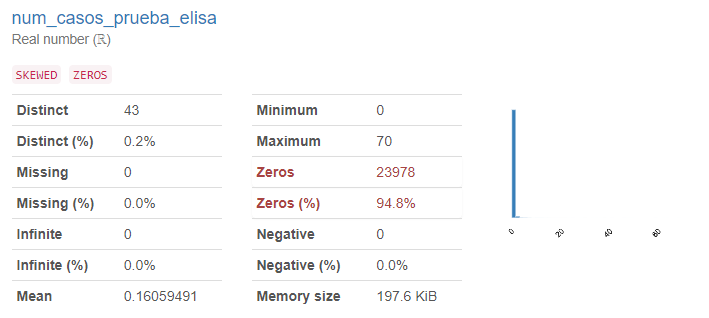 num_casos_prueba_elisa
Real number (ℝ)
SKEWED ZEROS
Distinct 43
Distinct (%) 0.2%
Missing 0
Missing (%) 0.0%
Infinite 0
Infinite (%) 0.0%
Mean 0.16059491
Minimum 0
Maximum 70
Zeros 23978
Zeros (%) 94.8%
Negative 0
Negative (%) 0.0%
Memory size 197.6 KiB
0 20 40 60